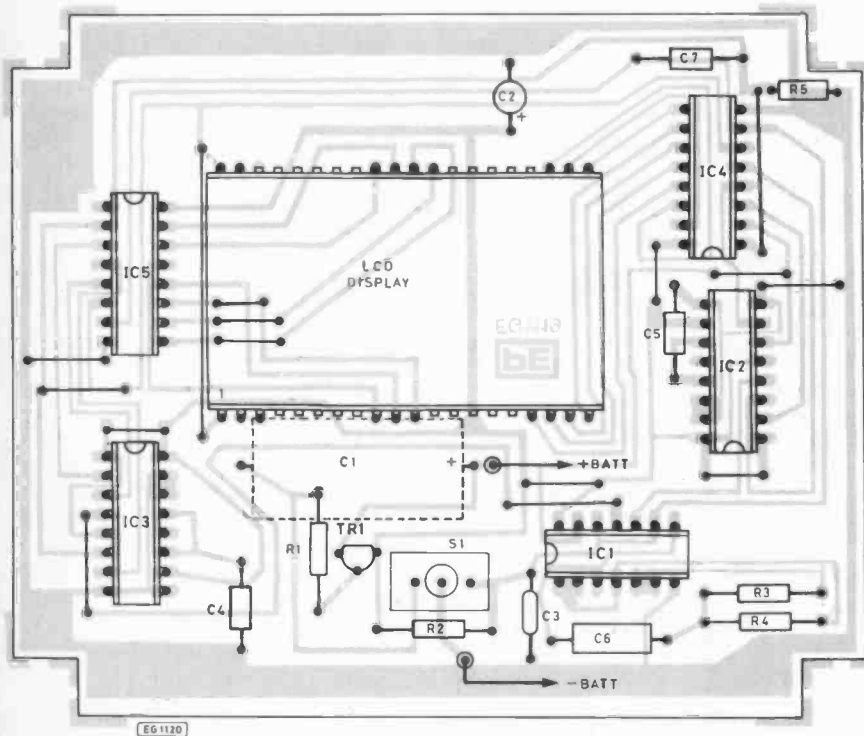 C7
R5
C2
+
IC4
IC5
LCD
DISPLAY
C5
EG1119
PE
IC2
1
C1
+
+BATT
IC3
R1
TR1
S1
IC1
C4
R2
C3
C6
R3
R4
-BATT
EG1120